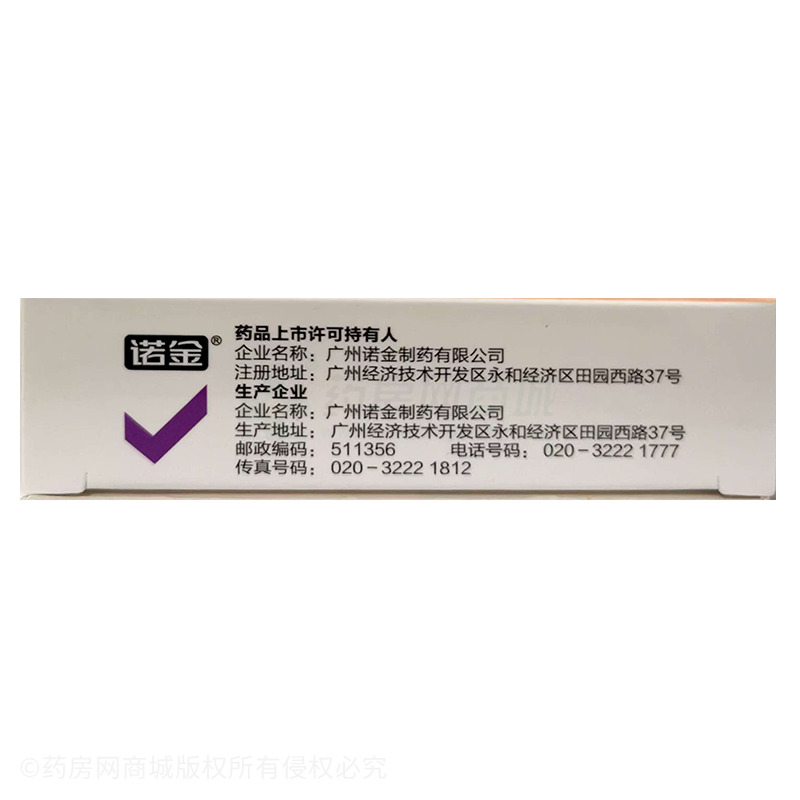 诺金®
药品上市许可持有人
企业名称：广州诺金制药有限公司
注册地址：广州经济技术开发区永和经济区田园西路37号
生产企业
企业名称：广州诺金制药有限公司
生产地址：广州经济技术开发区永和经济区田园西路37号
邮政编码：511356 电话号码：020-3222 1777
传真号码：020-3222 1812
药房网商城
©药房网商城版权所有侵权必究